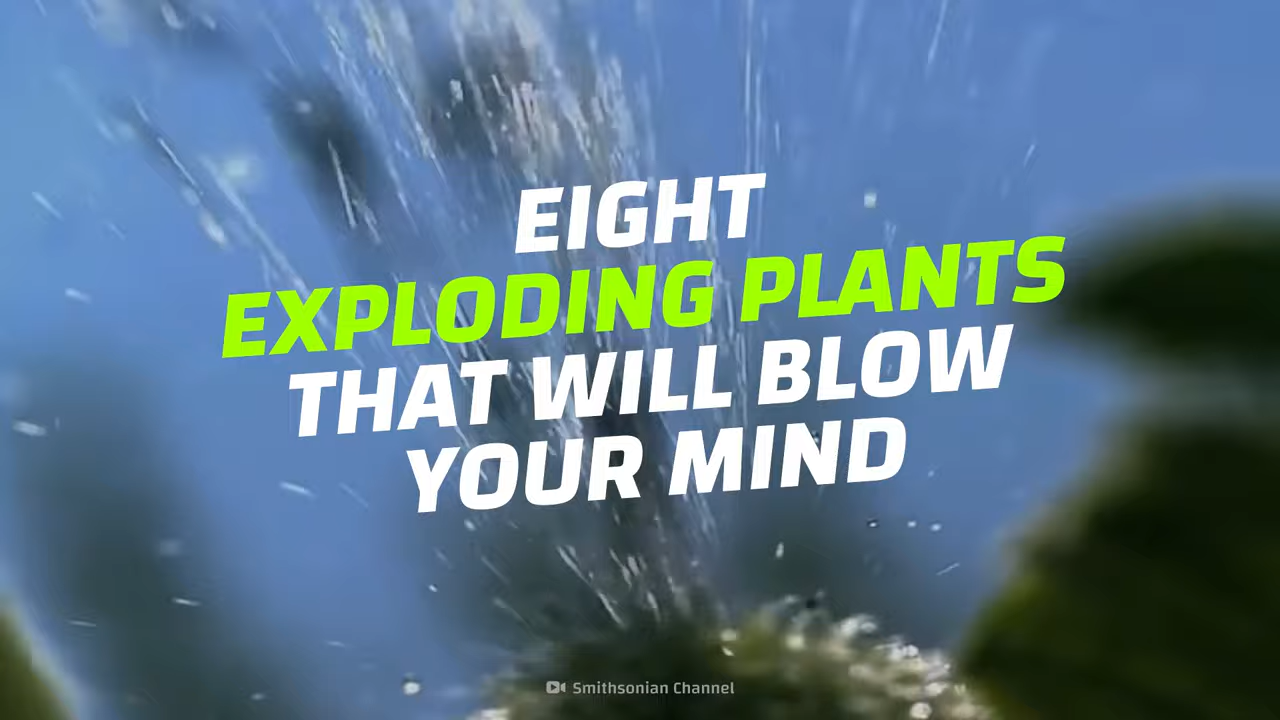 EIGHT
EXPLODING PLANTS
THAT WILL BLOW
YOUR MIND
Smithsonian Channel